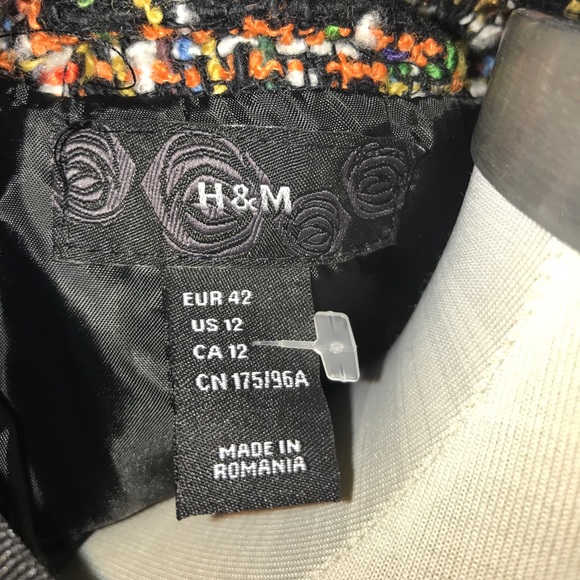 H&M
EUR 42
US 12
CA 12
CN 175/96A
MADE IN
ROMANIA